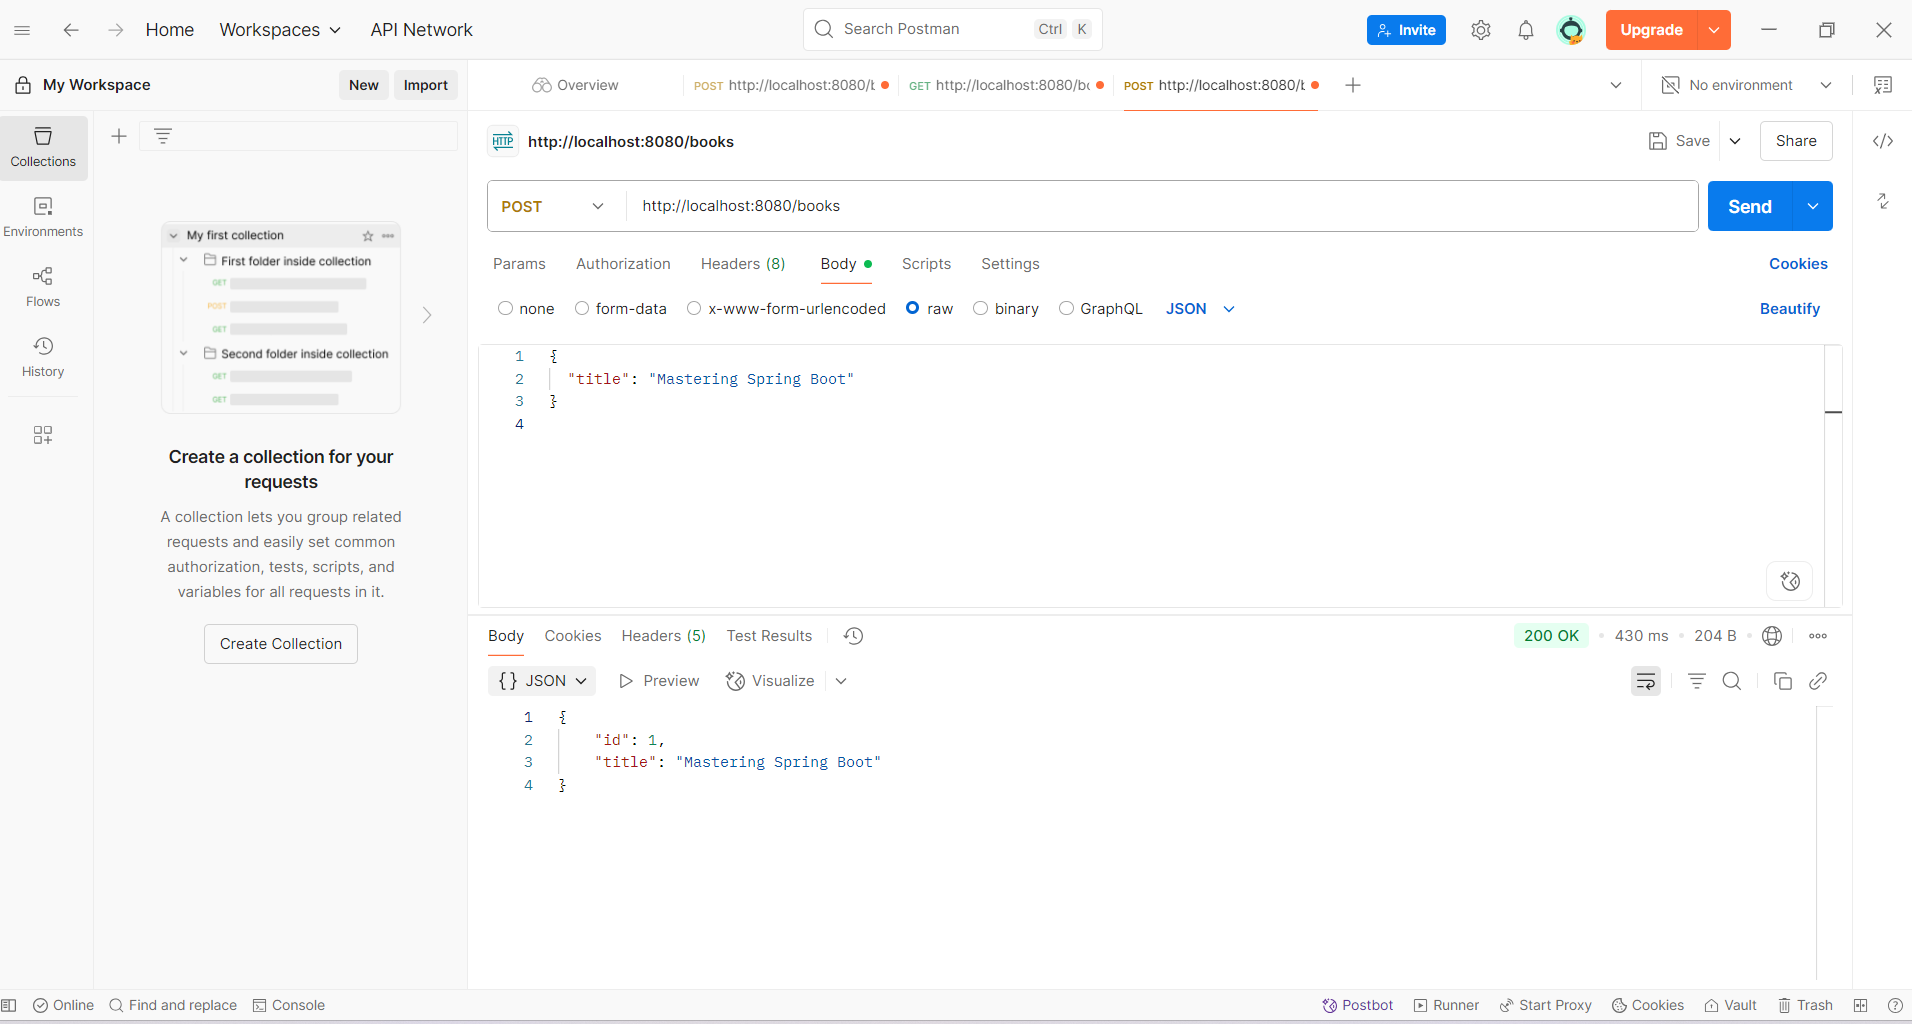 Home Workspaces API Network Search Postman Ctrl K Invite Upgrade
My Workspace New Import Overview POST http://localhost:8080/b GET http://localhost:8080/bo POST http://localhost:8080/b No environment
Collections
Environments
Flows
History
My first collection
First folder inside collection
GET
POST
GET
Second folder inside collection
GET
GET
Create a collection for your
requests
A collection lets you group related
requests and easily set common
authorization, tests, scripts, and
variables for all requests in it.
Create Collection
HTTP http://localhost:8080/books Save Share
POST http://localhost:8080/books Send
Params Authorization Headers (8) Body Scripts Settings Cookies
none form-data x-www-form-urlencoded raw binary GraphQL JSON Beautify
1 {
2 "title": "Mastering Spring Boot"
3 }
4
Body Cookies Headers (5) Test Results 200 OK 430 ms 204 B
{} JSON Preview Visualize
1 {
2 "id": 1,
3 "title": "Mastering Spring Boot"
4 }
Online Find and replace Console Postbot Runner Start Proxy Cookies Vault Trash